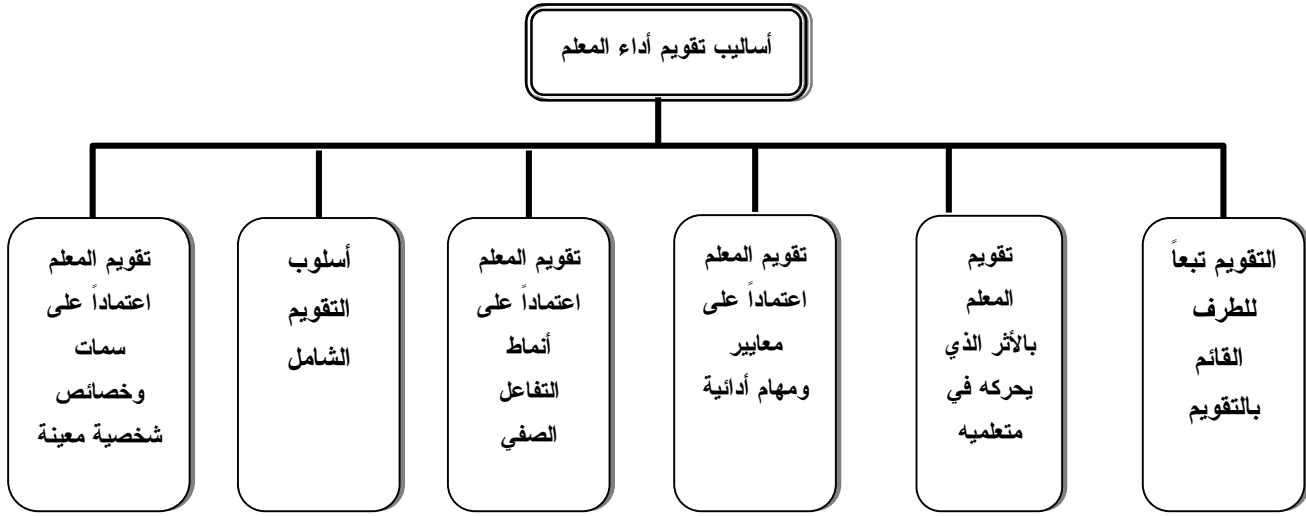 أساليب تقويم أداء المعلم
التقويم تبعاً
للطرف
القائم
بالتقويم
تقويم
المعلم
بالأثر الذي
يحركه في
متعلميه
تقويم المعلم
اعتماداً على
معايير
ومهام أدائية
تقويم المعلم
اعتماداً على
أنماط
التفاعل
الصفي
أسلوب
التقويم
الشامل
تقويم المعلم
اعتماداً على
سمات
وخصائص
شخصية معينة